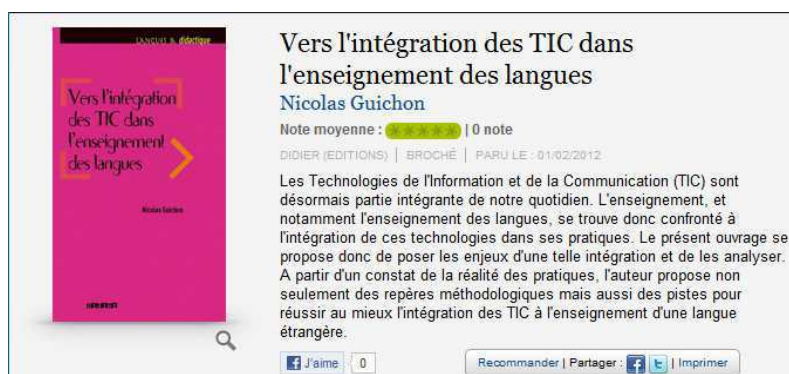 LANGUES & didactique
Vers l'intégration
des TIC dans
l'enseignement
des langues
Nicolas Guichon
Vers l'intégration des TIC dans
l'enseignement des langues
Nicolas Guichon
Note moyenne : | 0 note
DIDIER (EDITIONS) | BROCHÉ | PARU LE : 01/02/2012
Les Technologies de l'Information et de la Communication (TIC) sont
désormais partie intégrante de notre quotidien. L'enseignement, et
notamment l'enseignement des langues, se trouve donc confronté à
l'intégration de ces technologies dans ses pratiques. Le présent ouvrage se
propose donc de poser les enjeux d'une telle intégration et de les analyser.
A partir d'un constat de la réalité des pratiques, l'auteur propose non
seulement des repères méthodologiques mais aussi des pistes pour
réussir au mieux l'intégration des TIC à l'enseignement d'une langue
étrangère.
J'aime 0
Recommander | Partager : | Imprimer